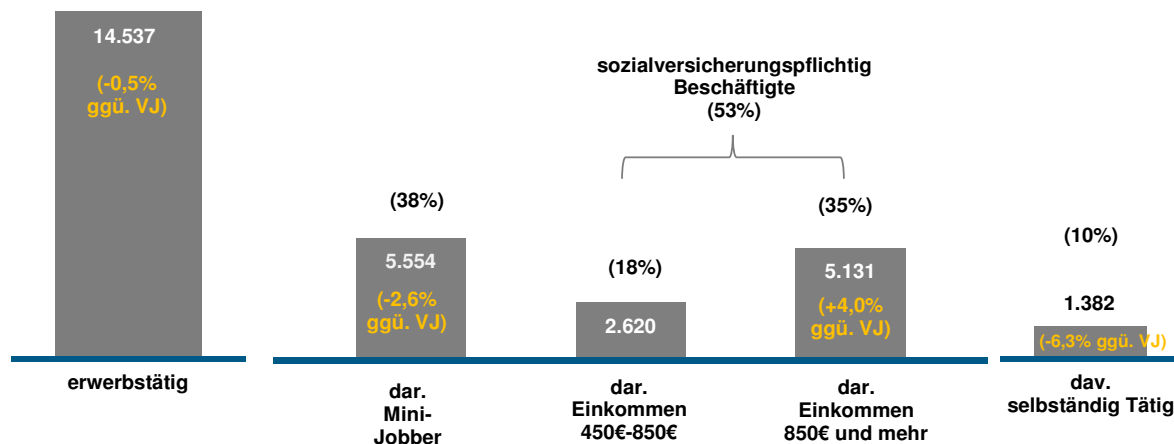 14.537
(-0,5%
ggü. VJ)
erwerbstätig
sozialversicherungspflichtig
Beschäftigte
(53%)
(38%)
5.554
(-2,6%
ggü. VJ)
dar.
Mini-
Jobber
(18%)
2.620
dar.
Einkommen
450€-850€
(35%)
5.131
(+4,0%
ggü. VJ)
dar.
Einkommen
850€ und mehr
(10%)
1.382
(-6,3% ggü. VJ)
dav.
selbständig Tätig